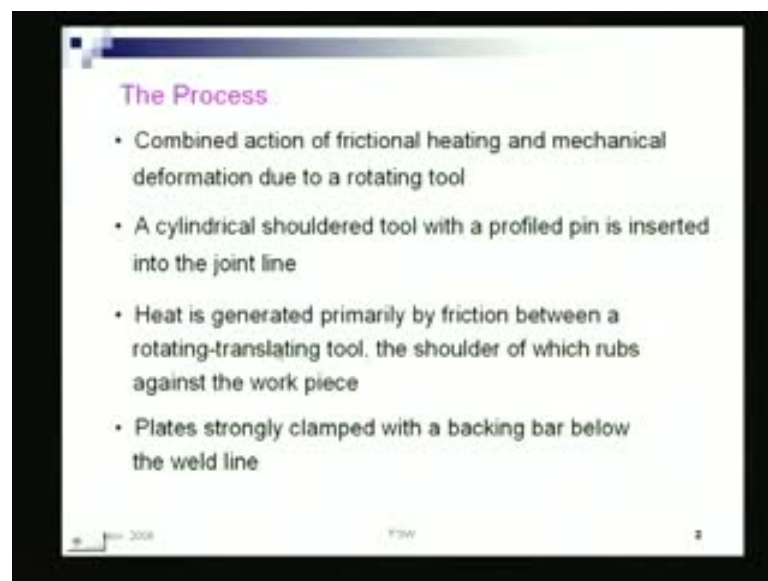 The Process
• Combined action of frictional heating and mechanical
deformation due to a rotating tool
• A cylindrical shouldered tool with a profiled pin is inserted
into the joint line
• Heat is generated primarily by friction between a
rotating-translating tool, the shoulder of which rubs
against the work piece
• Plates strongly clamped with a backing bar below
the weld line
2008 FSW 2